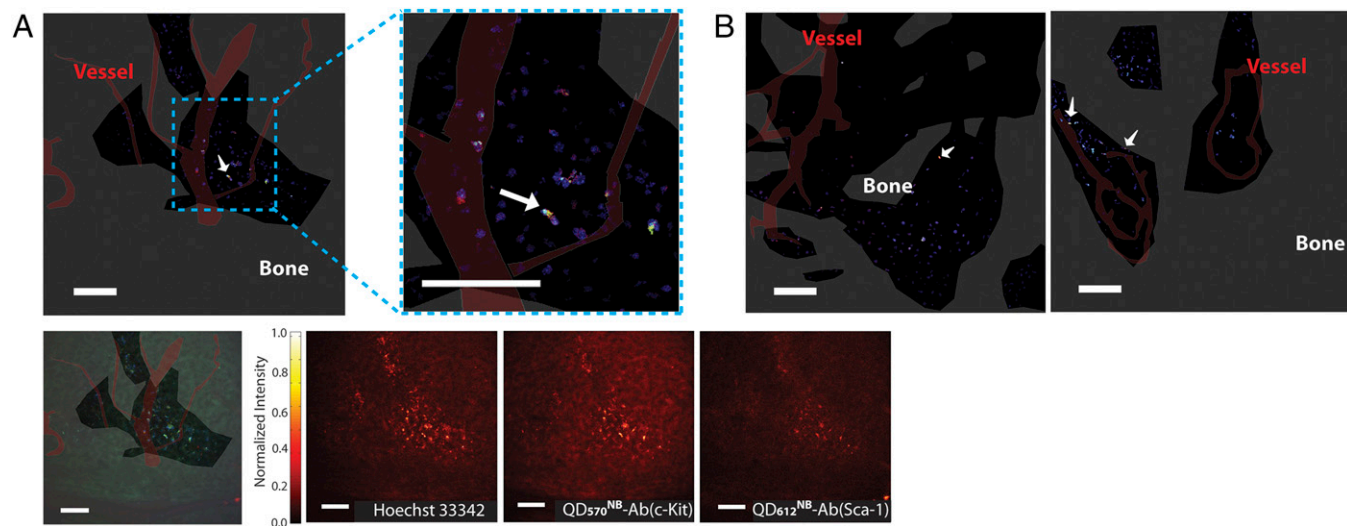 A
Vessel
Bone
B
Vessel
Bone
Vessel
Bone
Normalized Intensity
1.0
0.8
0.6
0.4
0.2
0.0
Hoechst 33342
QD570NB-Ab(c-Kit)
QD612NB-Ab(Sca-1)